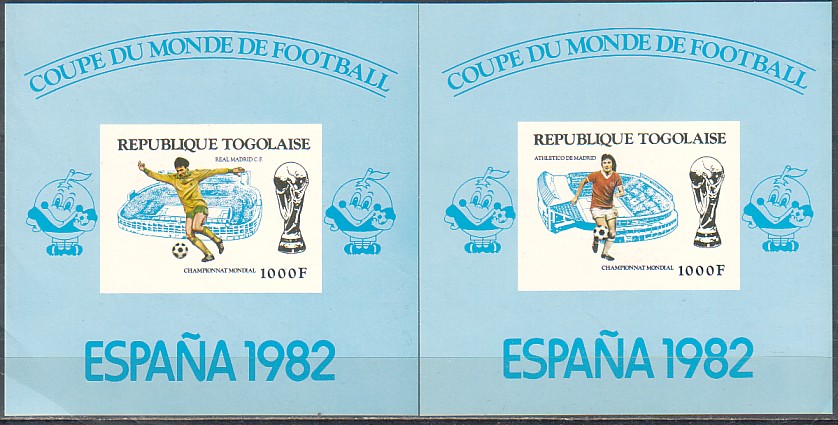 COUPE DU MONDE DE FOOTBALL
REPUBLIQUE TOGOLAISE
REAL MADRID C.F.
CHAMPIONNAT MONDIAL
1000F
ESPAÑA 1982
COUPE DU MONDE DE FOOTBALL
REPUBLIQUE TOGOLAISE
ATHLETICO DE MADRID
CHAMPIONNAT MONDIAL
1000F
ESPAÑA 1982